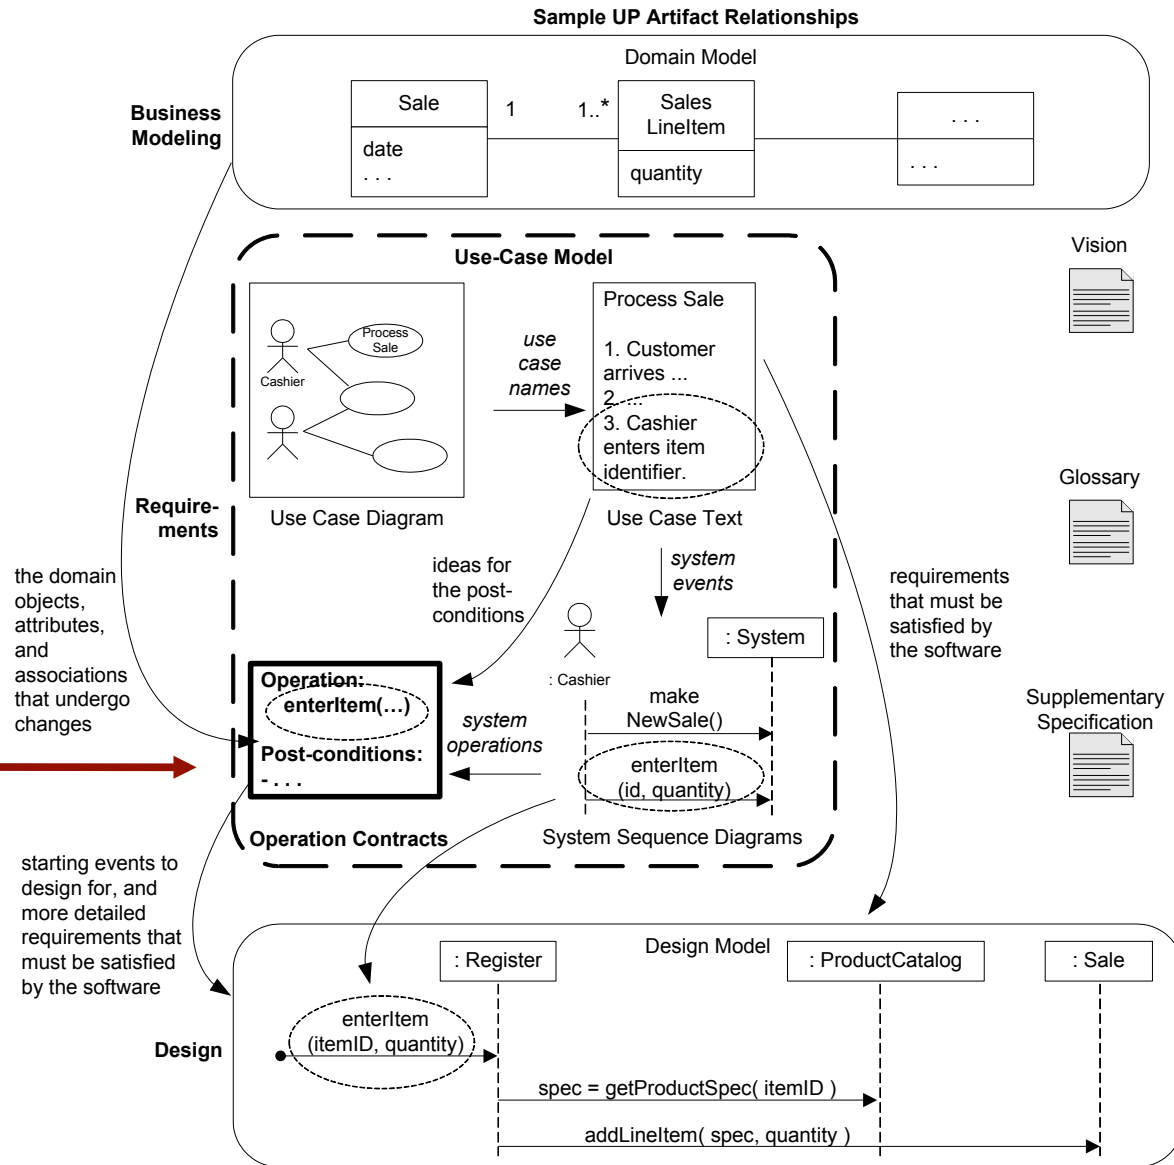 Sample UP Artifact Relationships
Domain Model
Business
Modeling
Sale
date
. . .
1
1..*
Sales
LineItem
quantity
. . .
. . .
Use-Case Model
Process
Sale
Cashier
Use Case Diagram
use
case
names
Process Sale
1. Customer
arrives ...
2. ...
3. Cashier
enters item
identifier.
Use Case Text
Vision
Glossary
Supplementary
Specification
Require-
ments
the domain
objects,
attributes,
and
associations
that undergo
changes
ideas for
the post-
conditions
system
events
requirements
that must be
satisfied by
the software
Operation:
enterItem(…)
Post-conditions:
- . . .
Operation Contracts
system
operations
: Cashier
: System
make
NewSale()
enterItem
(id, quantity)
System Sequence Diagrams
starting events to
design for, and
more detailed
requirements that
must be satisfied
by the software
Design Model
Design
: Register
: ProductCatalog
: Sale
enterItem
(itemID, quantity)
spec = getProductSpec( itemID )
addLineItem( spec, quantity )